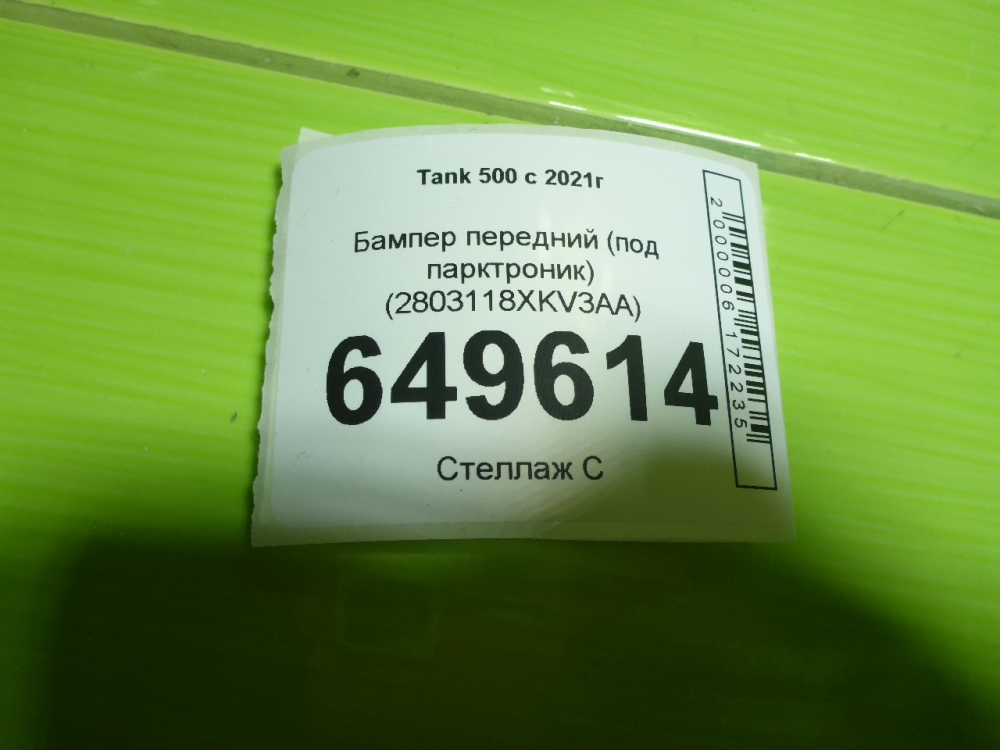 Tank 500 с 2021г
Бампер передний (под
парктроник)
(2803118XKV3AA)
649614
Стеллаж С
2000006172235